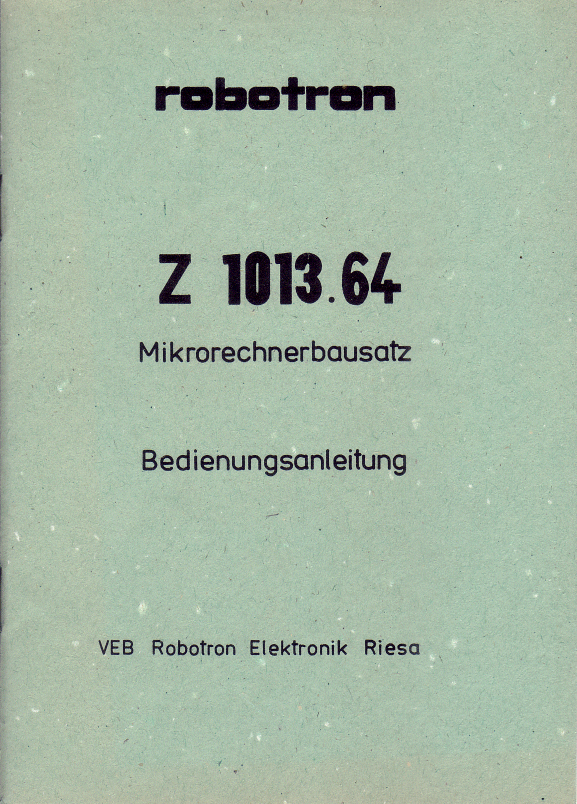 robotron
Z 1013.64
Mikrorechnerbausatz
Bedienungsanleitung
VEB Robotron Elektronik Riesa